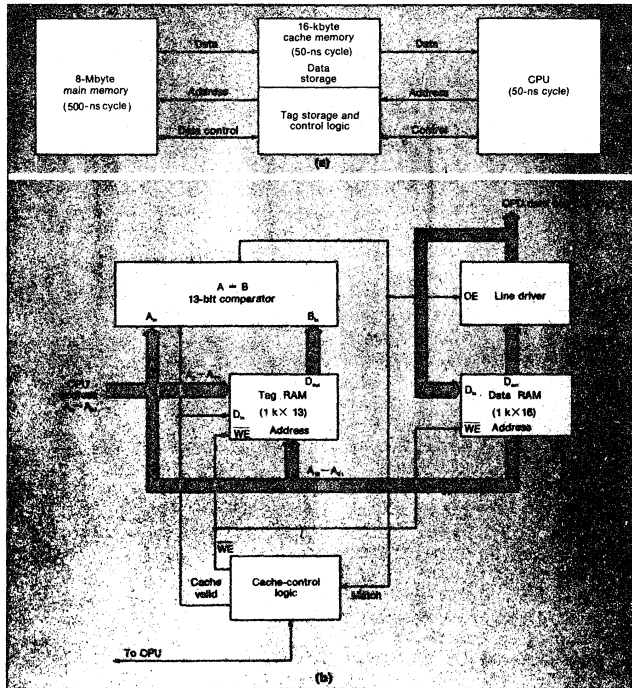 8-Mbyte
main memory
(500-ns cycle)
Data
Address
Data control
16-kbyte
cache memory
(50-ns cycle)
Data
storage
Tag storage and
control logic
Data
Address
Control
CPU
(50-ns cycle)
(a)
A = B
13-bit comparator
Line driver
OE
Tag RAM
(1 k × 13)
Address
WE
Data RAM
(1 k × 16)
Address
WE
WE
Cache
valid
Cache-control
logic
Match
To CPU
(b)